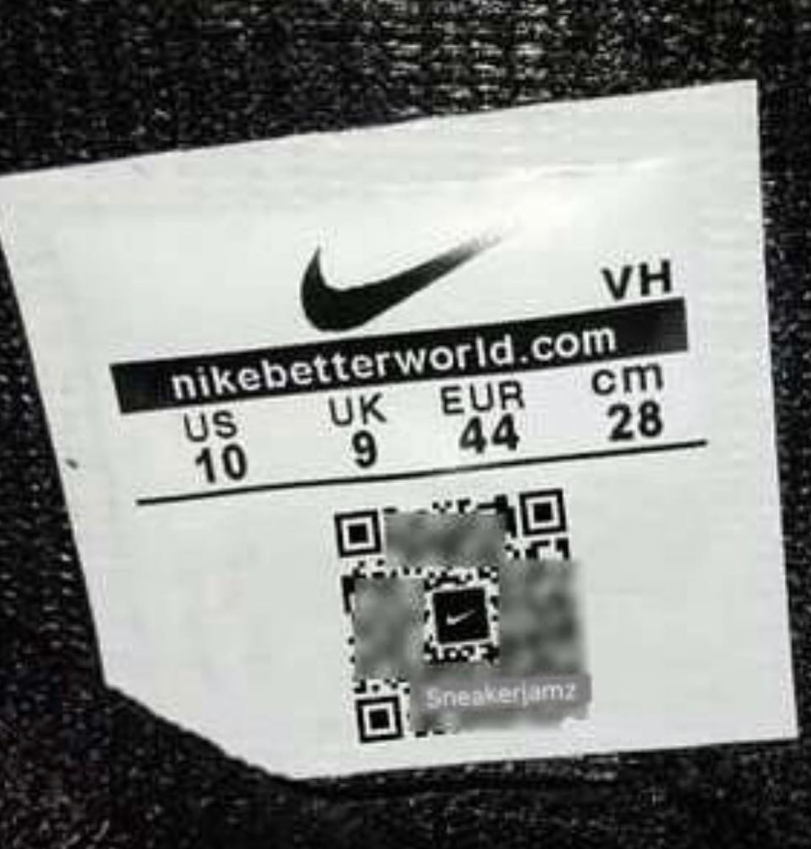 VH
nikebetterworld.com
US UK EUR cm
10 9 44 28
Sneakerjamz